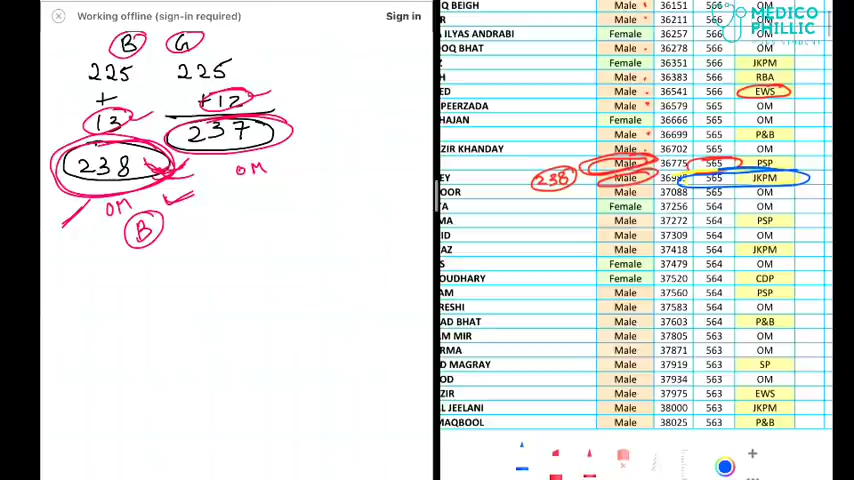 Working offline (sign-in required) Sign in
B G
225 225
+ +12
13
237
238
OM
OM
B
MEDICO
PHILLIC
Q BEIGH Male 36151 566 OM
R Male 36211 566
A ILYAS ANDRABI Female 36257 566 OM
OQ BHAT Male 36278 566 OM
Z Female 36351 566 JKPM
H Male 36383 566 RBA
ED Male 36541 566 EWS
PEERZADA Male 36579 565 OM
HAJAN Female 36666 565 OM
Male 36699 565 P&B
ZIR KHANDAY Male 36702 565 OM
Male 36775 565 PSP
238
EY Male 565 JKPM
OOR Male 37088 565 OM
TA Female 37256 564 OM
MA Male 37272 564 PSP
ID Male 37309 564 OM
AZ Male 37418 564 JKPM
S Female 37479 564 OM
OUDHARY Female 37520 564 CDP
AM Male 37560 564 PSP
RESHI Male 37583 564 OM
AD BHAT Male 37603 564 P&B
AM MIR Male 37805 563 OM
RMA Male 37871 563 OM
D MAGRAY Male 37919 563 SP
OD Male 37934 563 OM
ZIR Male 37975 563 EWS
L JEELANI Male 38000 563 JKPM
MAQBOOL Male 38025 563 P&B